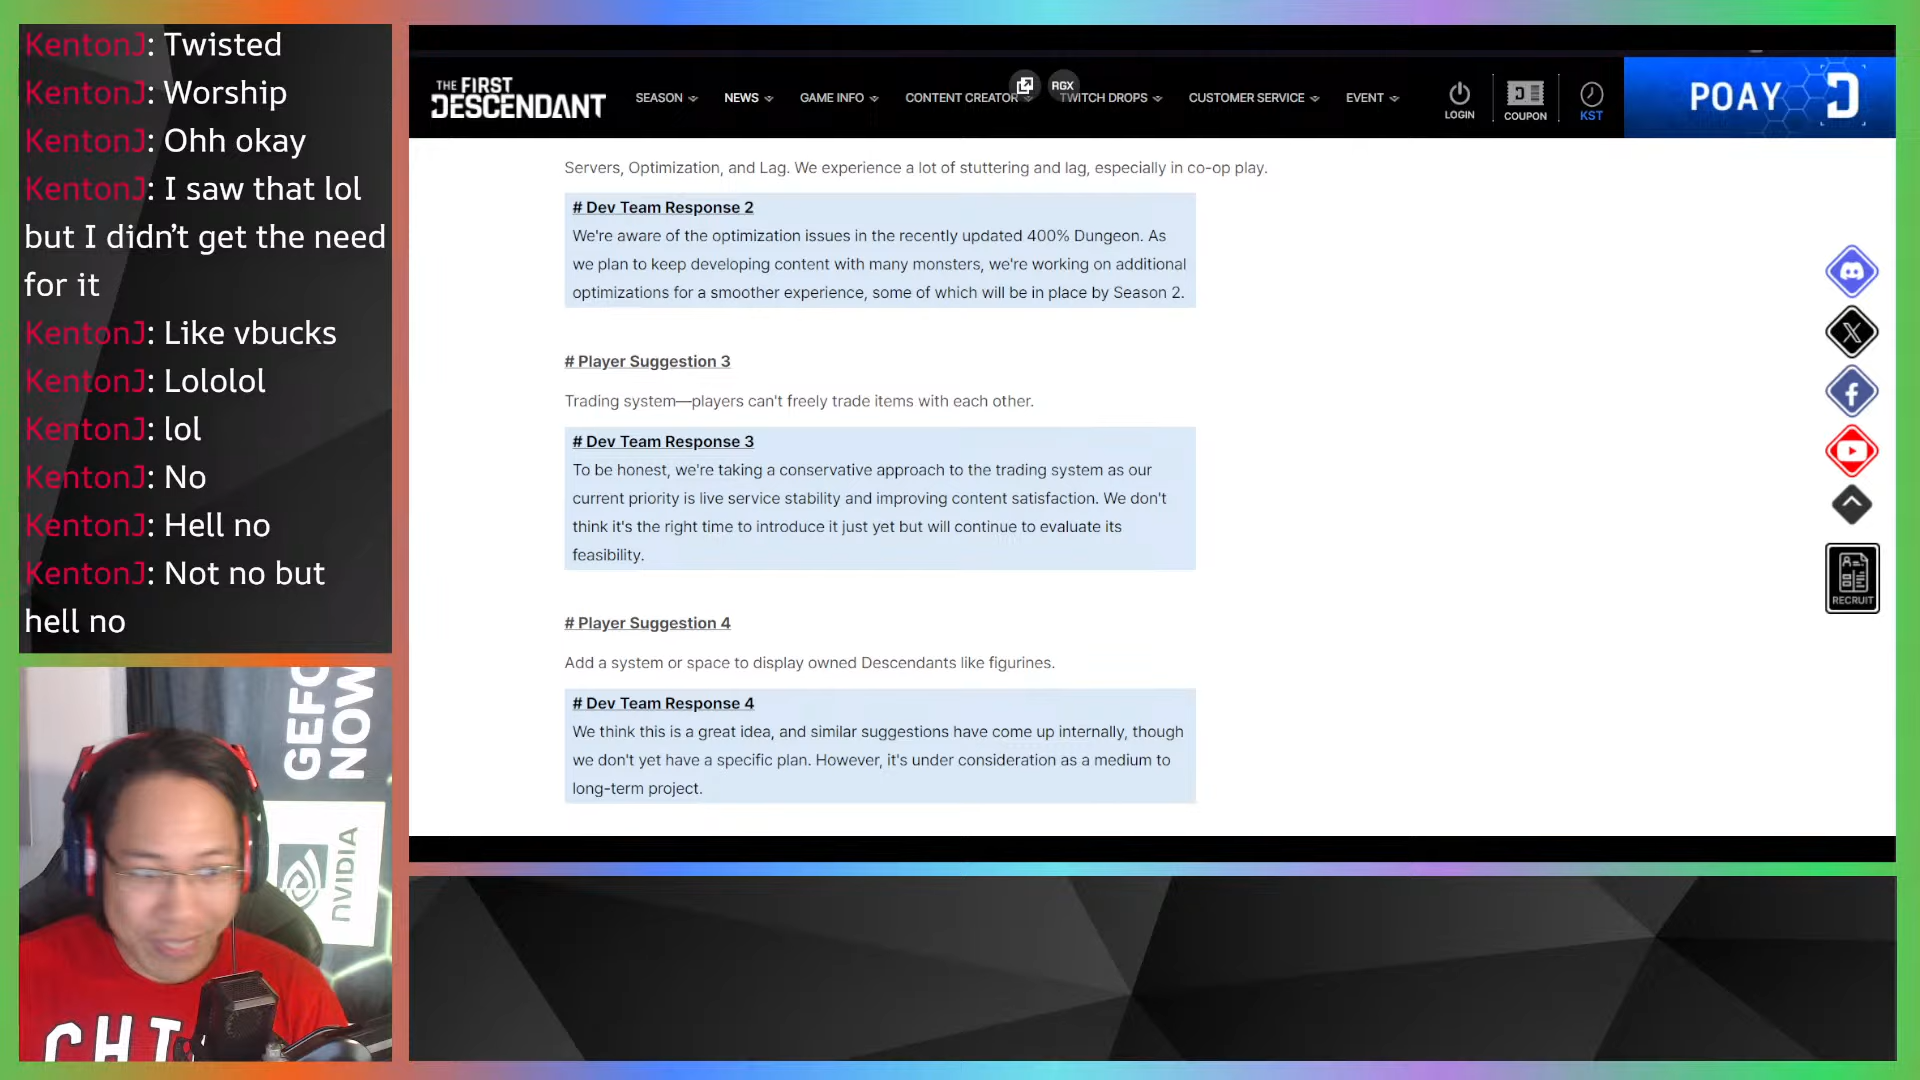 KentonJ: Twisted
KentonJ: Worship
KentonJ: Ohh okay
KentonJ: I saw that lol
but I didn't get the need
for it
KentonJ: Like vbucks
KentonJ: Lololol
KentonJ: lol
KentonJ: No
KentonJ: Hell no
KentonJ: Not no but
hell no
THE FIRST
DESCENDANT
SEASON
NEWS
GAME INFO
CONTENT CREATOR
RGX
TWITCH DROPS
CUSTOMER SERVICE
EVENT
LOGIN
COUPON
KST
POAY
Servers, Optimization, and Lag. We experience a lot of stuttering and lag, especially in co-op play.
# Dev Team Response 2
We're aware of the optimization issues in the recently updated 400% Dungeon. As
we plan to keep developing content with many monsters, we're working on additional
optimizations for a smoother experience, some of which will be in place by Season 2.
# Player Suggestion 3
Trading system—players can't freely trade items with each other.
# Dev Team Response 3
To be honest, we're taking a conservative approach to the trading system as our
current priority is live service stability and improving content satisfaction. We don't
think it's the right time to introduce it just yet but will continue to evaluate its
feasibility.
# Player Suggestion 4
Add a system or space to display owned Descendants like figurines.
# Dev Team Response 4
We think this is a great idea, and similar suggestions have come up internally, though
we don't yet have a specific plan. However, it's under consideration as a medium to
long-term project.
RECRUIT
GEFO
NOW
NVIDIA
CHI